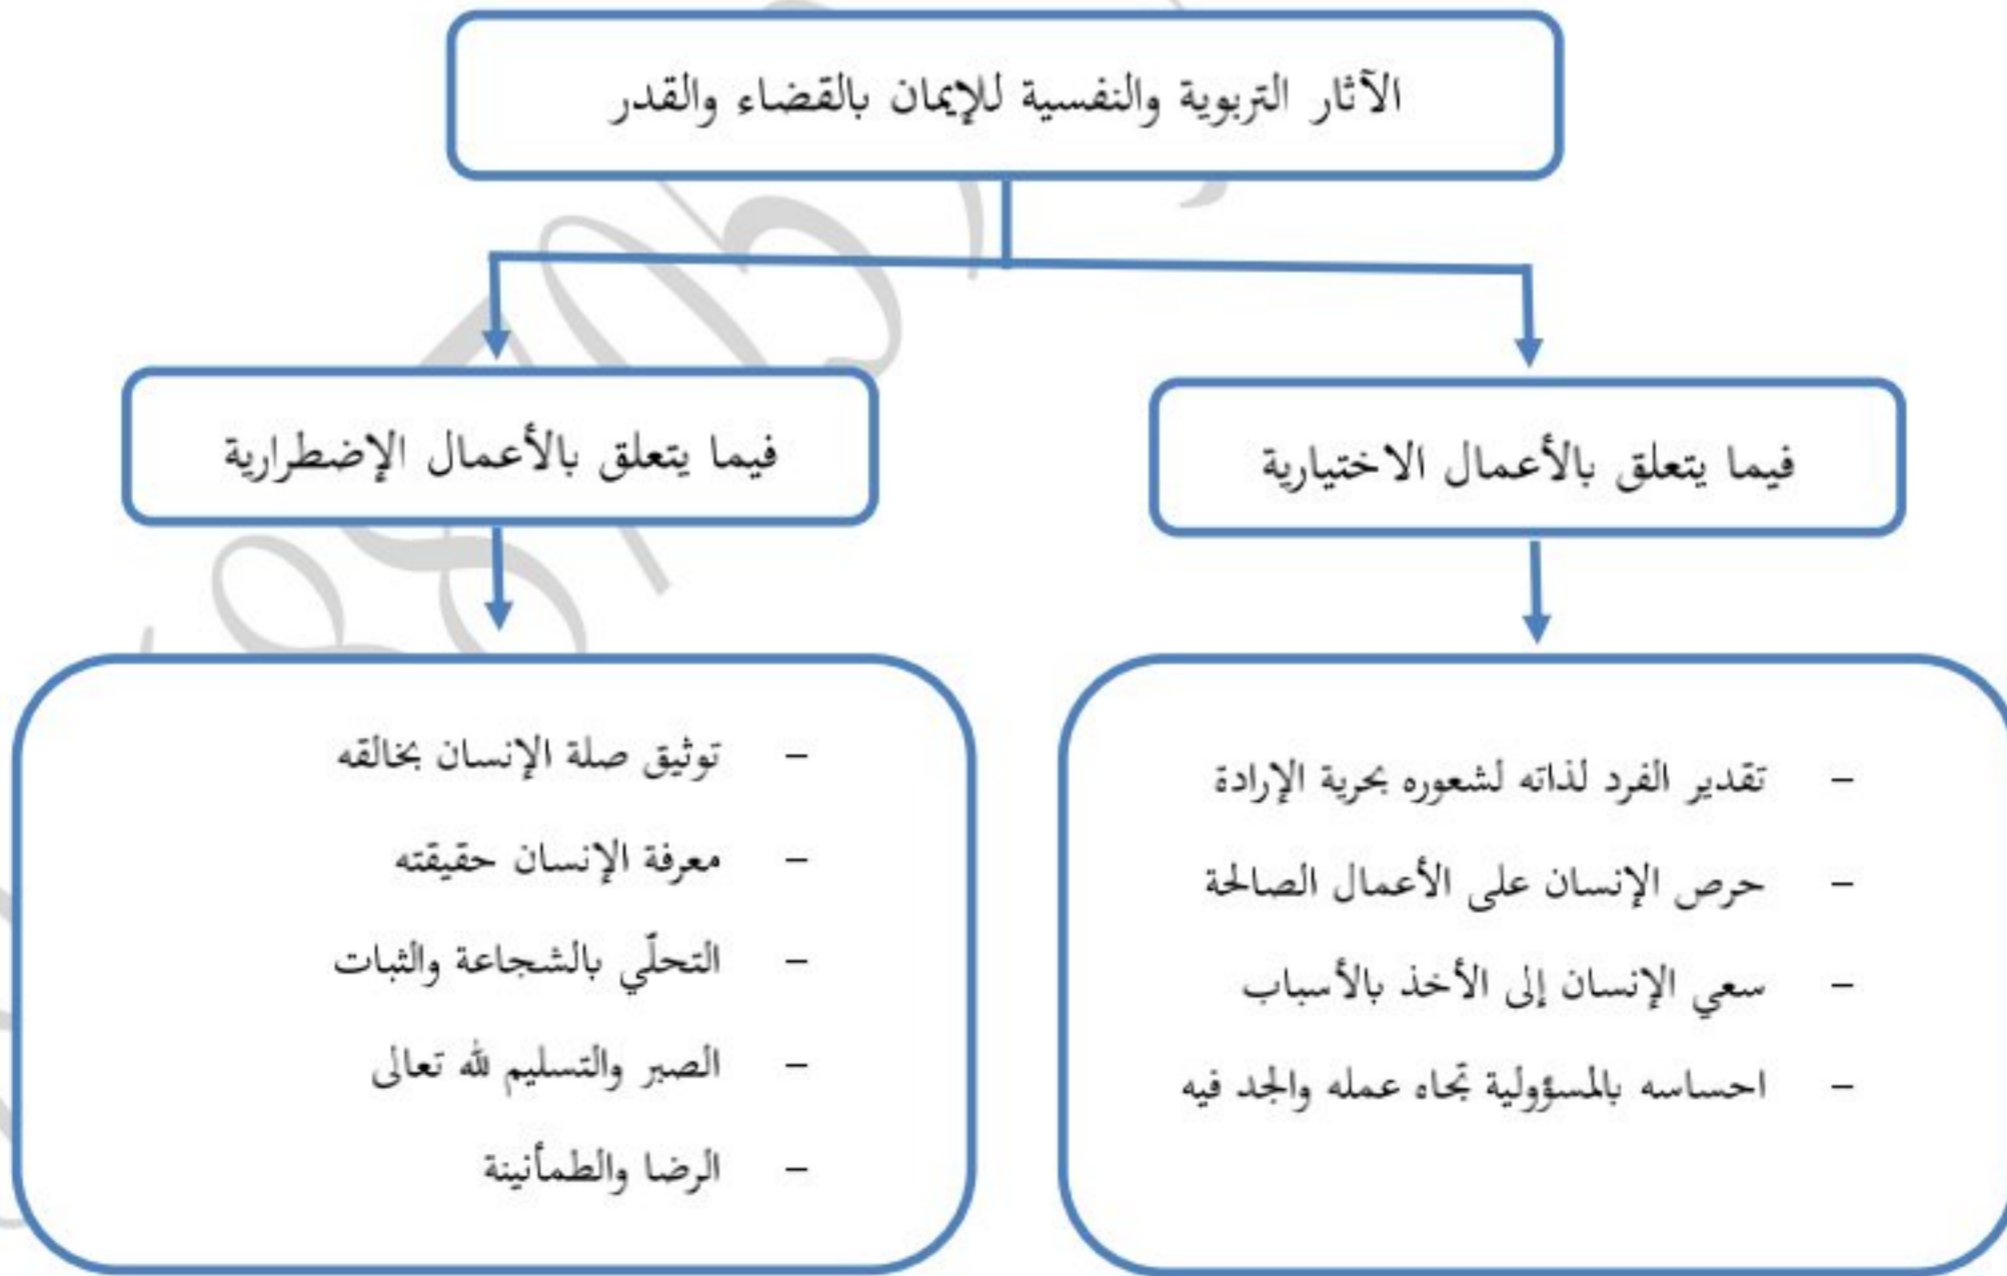 الآثار التربوية والنفسية للإيمان بالقضاء والقدر
فيما يتعلق بالأعمال الاختيارية
فيما يتعلق بالأعمال الإضطرارية
- تقدير الفرد لذاته لشعوره بحرية الإرادة
- حرص الإنسان على الأعمال الصالحة
- سعي الإنسان إلى الأخذ بالأسباب
- احساسه بالمسؤولية تجاه عمله والجد فيه
- توثيق صلة الإنسان بخالقه
- معرفة الإنسان حقيقته
- التحلّي بالشجاعة والثبات
- الصبر والتسليم لله تعالى
- الرضا والطمأنينة